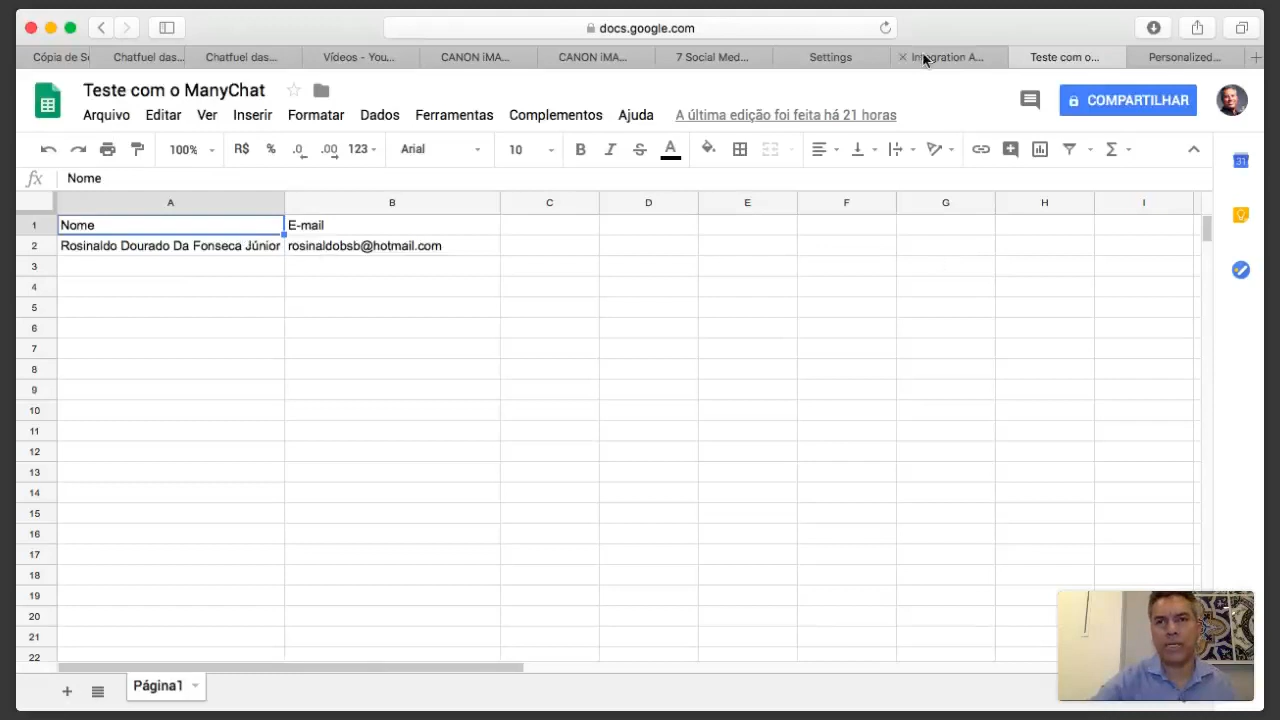 docs.google.com
Cópia de Se
Chatfuel das...
Chatfuel das...
Vídeos - You...
CANON iMA...
CANON iMA...
7 Social Med...
Settings
Integration A...
Teste com o...
Personalized...
Teste com o ManyChat
COMPARTILHAR
Arquivo Editar Ver Inserir Formatar Dados Ferramentas Complementos Ajuda A última edição foi feita há 21 horas
100% R$ % .0 .00 123 Arial 10 B I S A
fx Nome
A B C D E F G H I
1 Nome E-mail
2 Rosinaldo Dourado Da Fonseca Júnior rosinaldobsb@hotmail.com
3
4
5
6
7
8
9
10
11
12
13
14
15
16
17
18
19
20
21
22
31
Página1